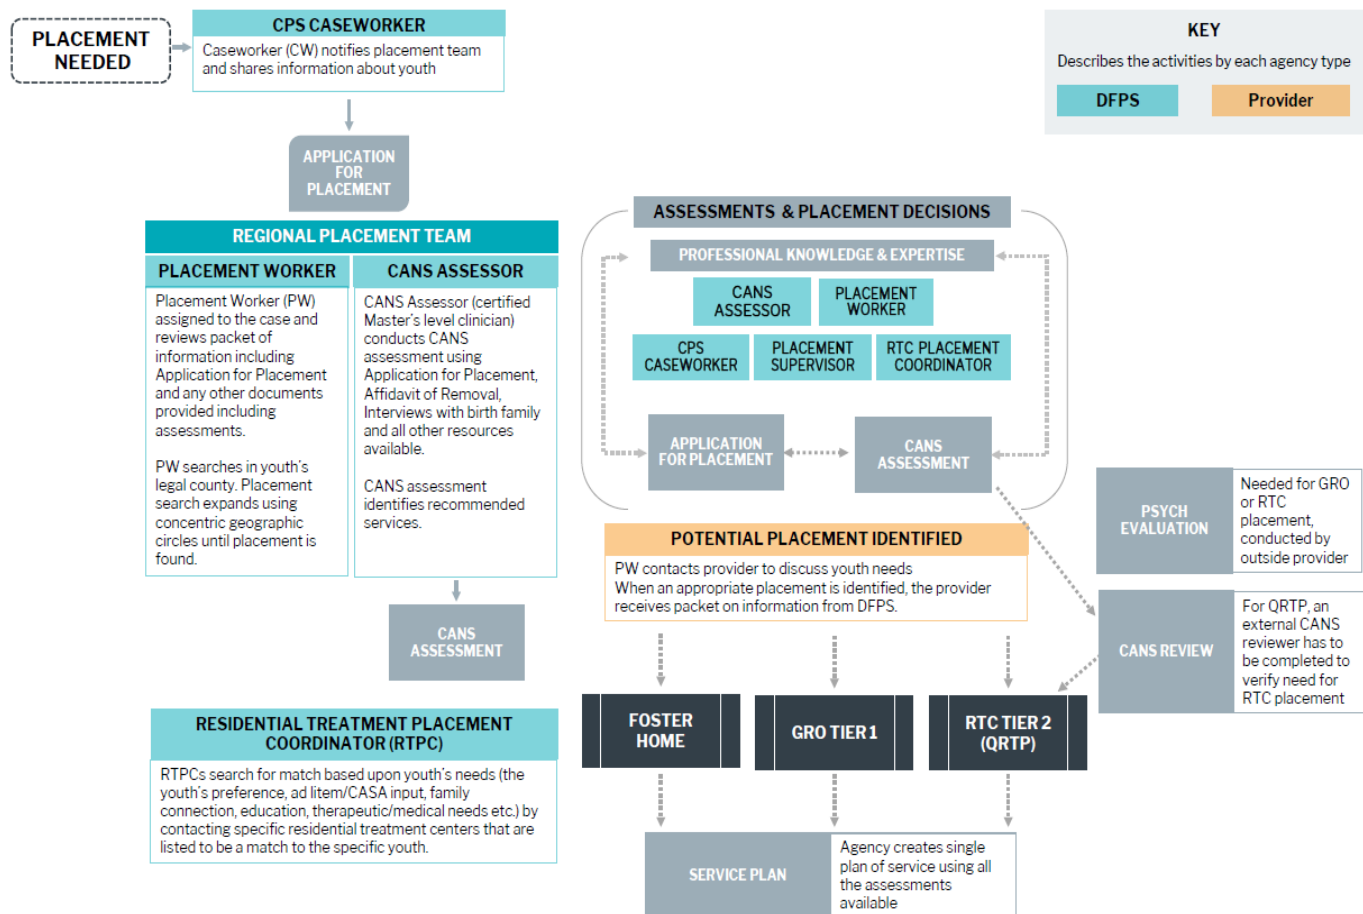 PLACEMENT
NEEDED
CPS CASEWORKER
Caseworker (CW) notifies placement team
and shares information about youth
KEY
Describes the activities by each agency type
DFPS
Provider
APPLICATION
FOR
PLACEMENT
REGIONAL PLACEMENT TEAM
PLACEMENT WORKER
Placement Worker (PW)
assigned to the case and
reviews packet of
information including
Application for Placement
and any other documents
provided including
assessments.
PW searches in youth's
legal county. Placement
search expands using
concentric geographic
circles until placement is
found.
CANS ASSESSOR
CANS Assessor (certified
Master's level clinician)
conducts CANS
assessment using
Application for Placement,
Affidavit of Removal,
Interviews with birth family
and all other resources
available.
CANS assessment
identifies recommended
services.
CANS
ASSESSMENT
RESIDENTIAL TREATMENT PLACEMENT
COORDINATOR (RTPC)
RTPCs search for match based upon youth's needs (the
youth's preference, ad litem/CASA input, family
connection, education, therapeutic/medical needs etc.) by
contacting specific residential treatment centers that are
listed to be a match to the specific youth.
ASSESSMENTS & PLACEMENT DECISIONS
PROFESSIONAL KNOWLEDGE & EXPERTISE
CANS
ASSESSOR
PLACEMENT
WORKER
CPS
CASEWORKER
PLACEMENT
SUPERVISOR
RTC PLACEMENT
COORDINATOR
APPLICATION
FOR PLACEMENT
CANS
ASSESSMENT
POTENTIAL PLACEMENT IDENTIFIED
PW contacts provider to discuss youth needs
When an appropriate placement is identified, the provider
receives packet on information from DFPS.
PSYCH
EVALUATION
Needed for GRO
or RTC
placement,
conducted by
outside provider
CANS REVIEW
For QRTP, an
external CANS
reviewer has to
be completed to
verify need for
RTC placement
FOSTER
HOME
GRO TIER 1
RTC TIER 2
(QRTP)
SERVICE PLAN
Agency creates single
plan of service using all
the assessments
available